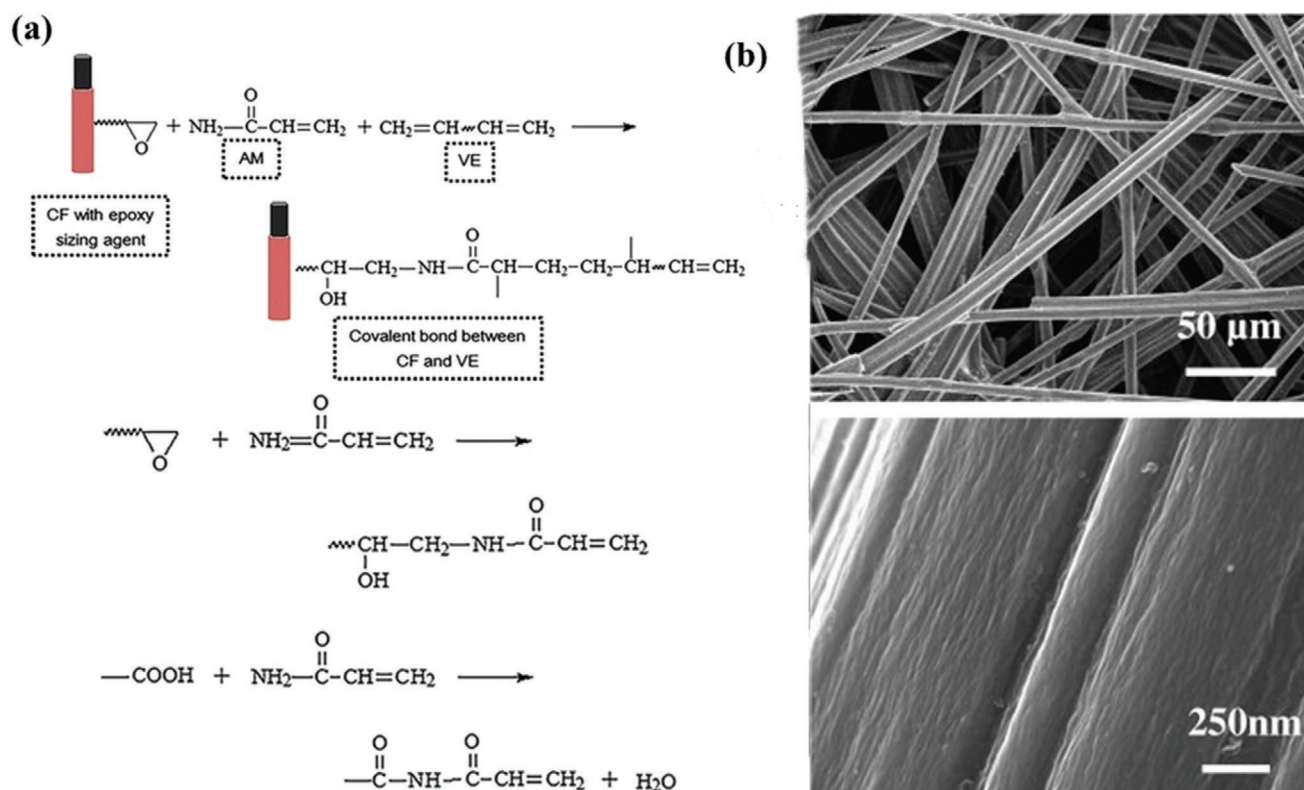 (a)
O
+ NH₂—C—CH=CH₂ + CH₂=CH—CH=CH₂
O
AM
VE
CF with epoxy
sizing agent
O
CH—CH₂—NH—C—CH—CH₂—CH₂—CH—CH=CH₂
OH
Covalent bond between
CF and VE
O
+ NH₂=C—CH=CH₂
O
O
CH—CH₂—NH—C—CH=CH₂
OH
O
—COOH + NH₂—C—CH=CH₂
O O
—C—NH—C—CH=CH₂ + H₂O
(b)
50 µm
250nm